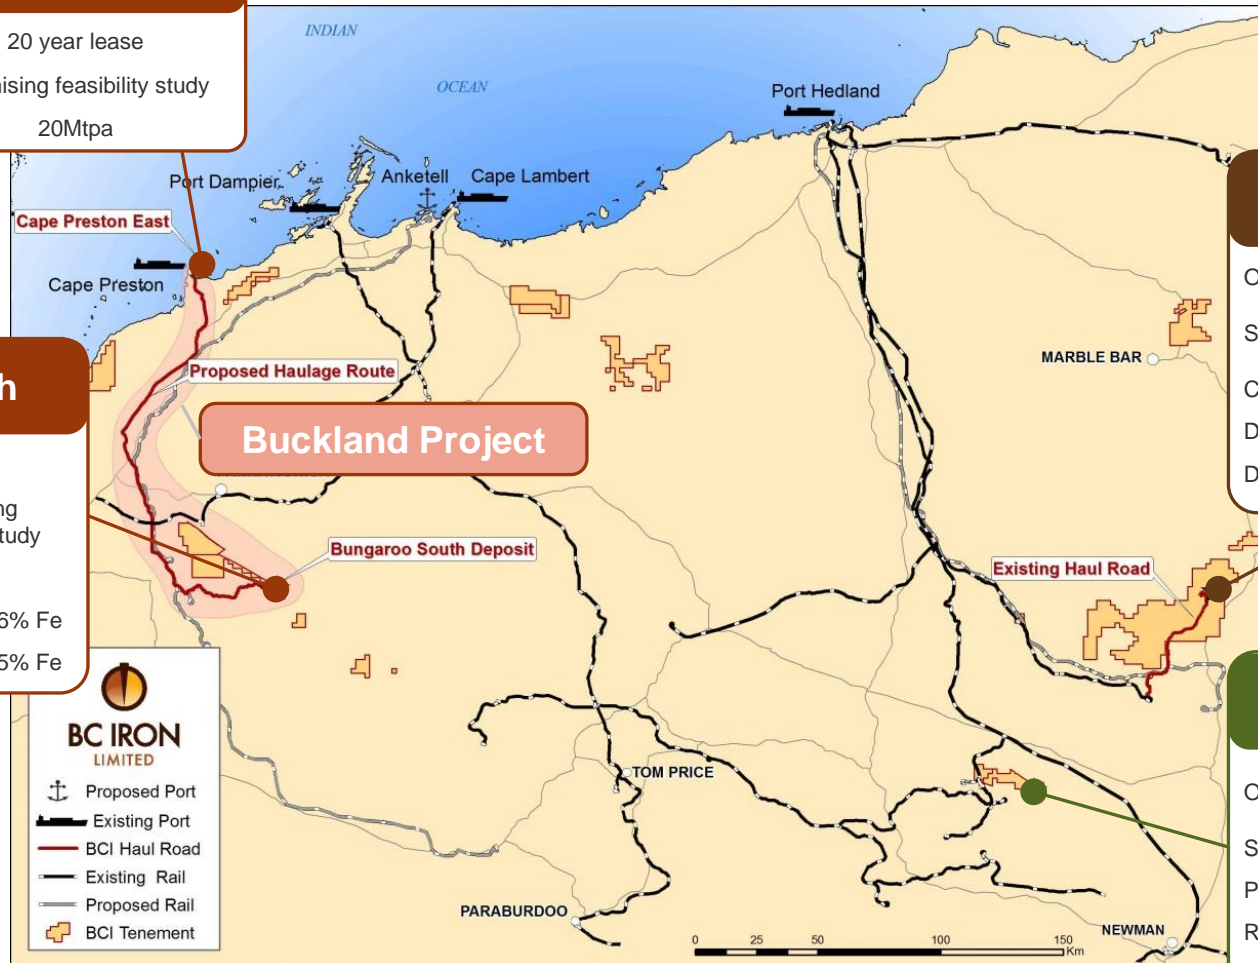 20 year lease
feasibility study
20Mtpa
INDIAN
OCEAN
Port Hedland
Port Dampier
Anketell
Cape Lambert
Cape Preston East
Cape Preston
MARBLE BAR
Proposed Haulage Route
Buckland Project
Bungaroo South Deposit
Existing Haul Road
% Fe
% Fe
BC IRON
LIMITED
Proposed Port
Existing Port
BCI Haul Road
Existing Rail
Proposed Rail
BCI Tenement
TOM PRICE
PARABURDOO
NEWMAN
0 25 50 100 150
Km